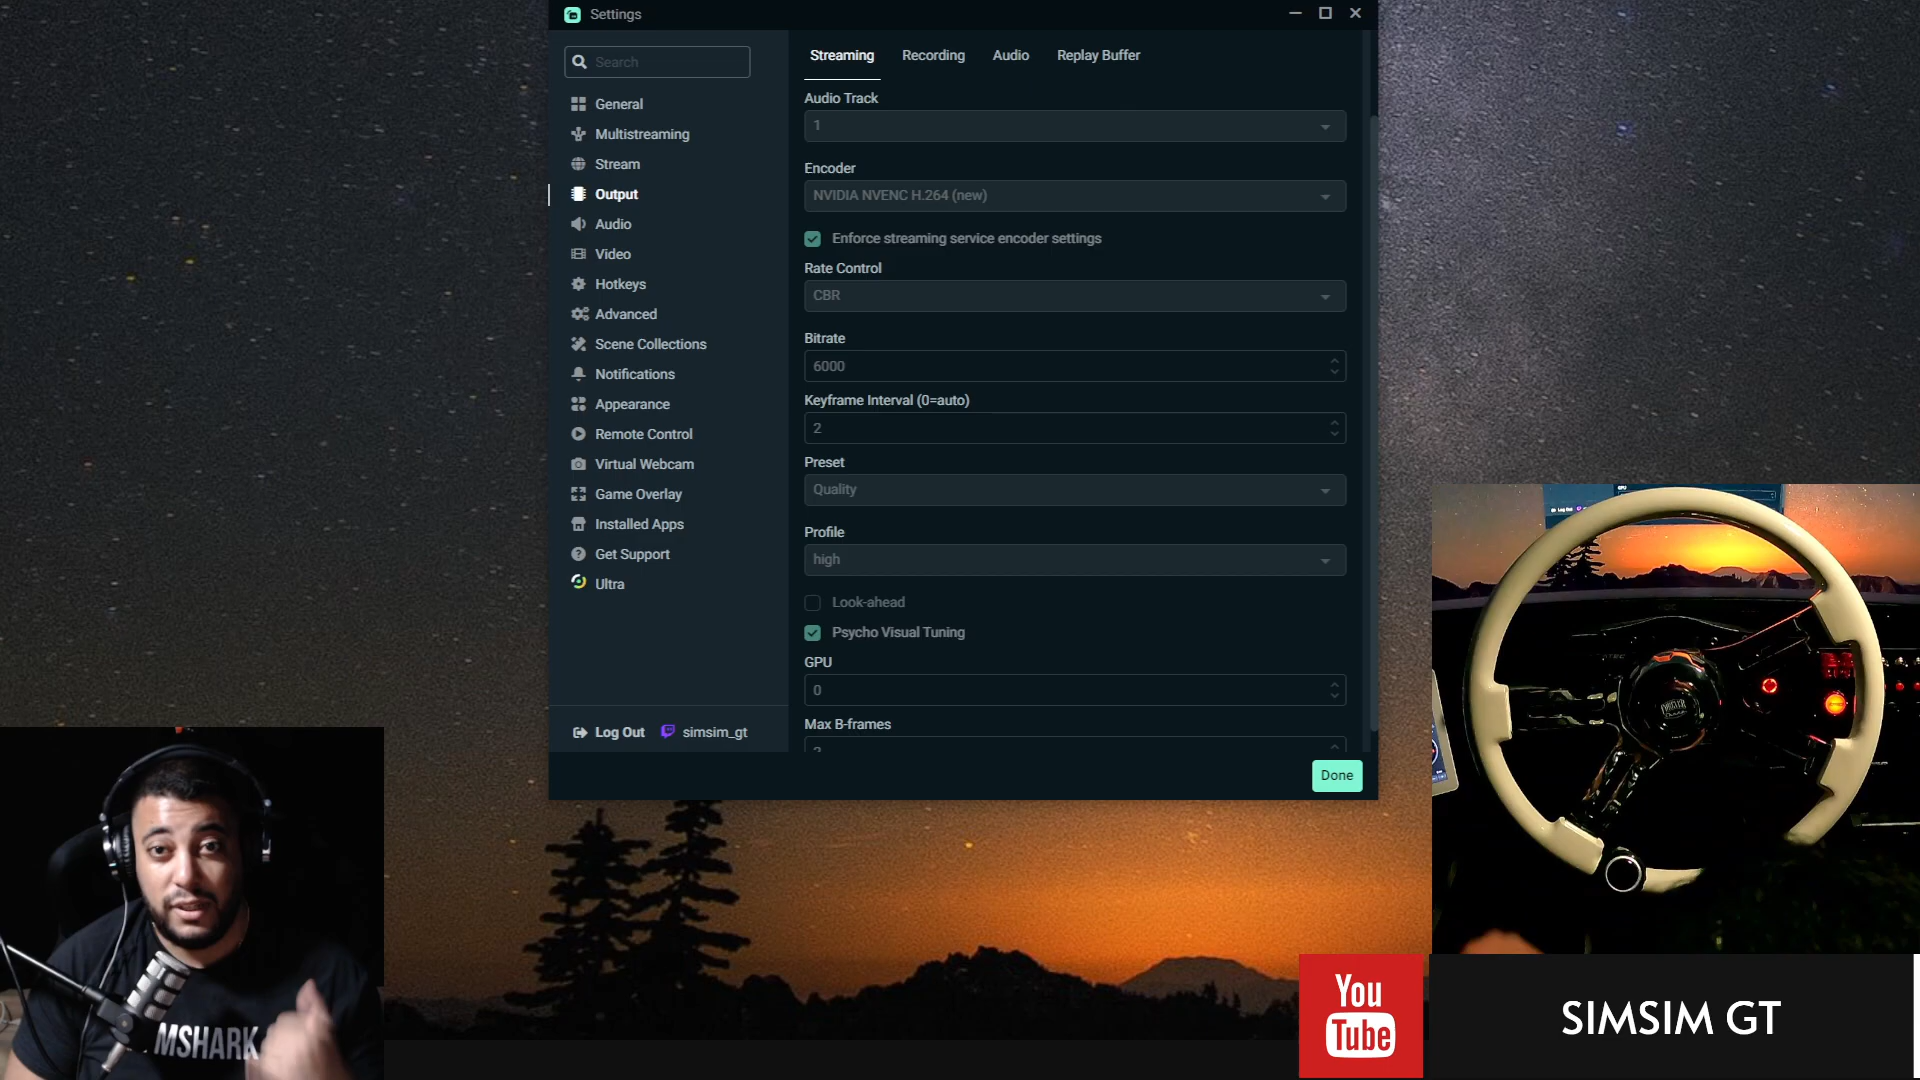 Settings
Search
General
Multistreaming
Stream
Output
Audio
Video
Hotkeys
Advanced
Scene Collections
Notifications
Appearance
Remote Control
Virtual Webcam
Game Overlay
Installed Apps
Get Support
Ultra
Log Out simsim_gt
Streaming Recording Audio Replay Buffer
Audio Track
1
Encoder
NVIDIA NVENC H.264 (new)
Enforce streaming service encoder settings
Rate Control
CBR
Bitrate
6000
Keyframe Interval (0=auto)
2
Preset
Quality
Profile
high
Look-ahead
Psycho Visual Tuning
GPU
0
Max B-frames
Done
MSHARK
You
Tube
SIMSIM GT